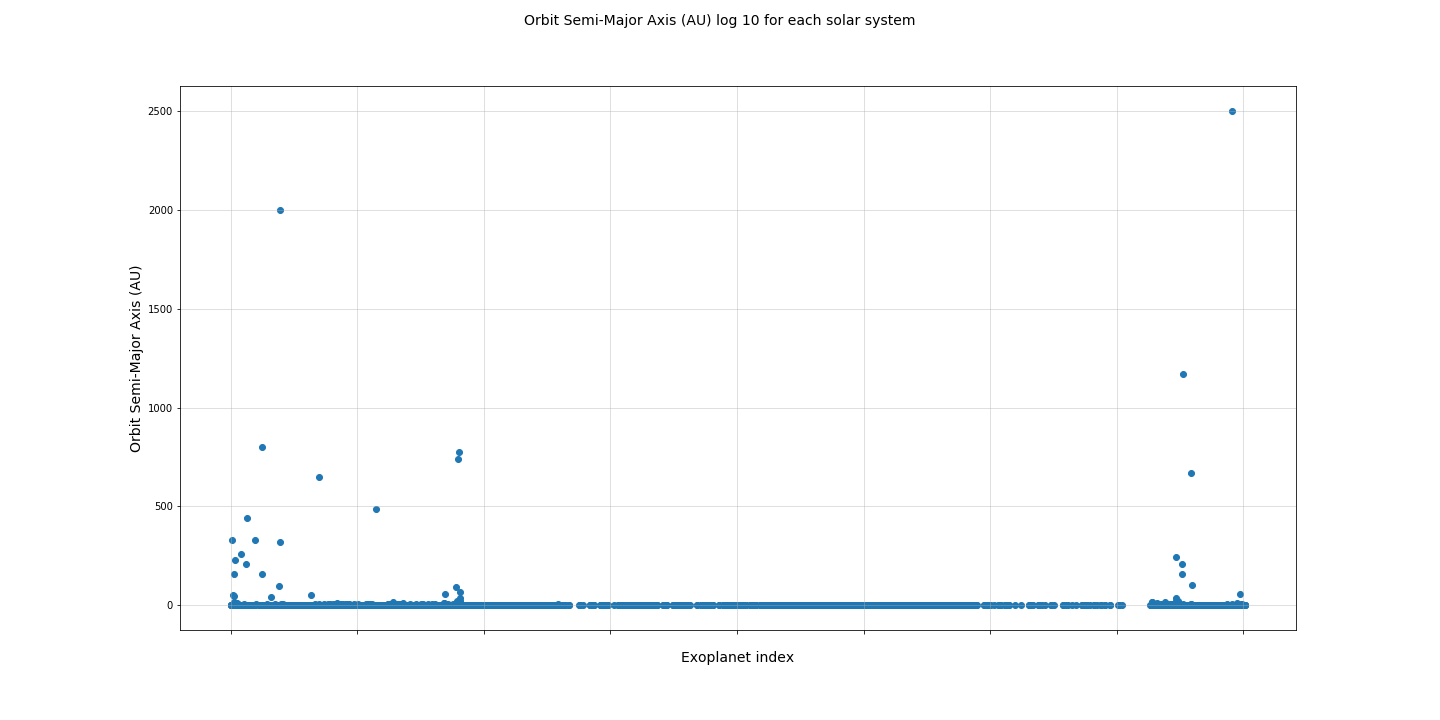 Orbit Semi-Major Axis (AU) log 10 for each solar system
2500
2000
1500
1000
500
0
Orbit Semi-Major Axis (AU)
Exoplanet index